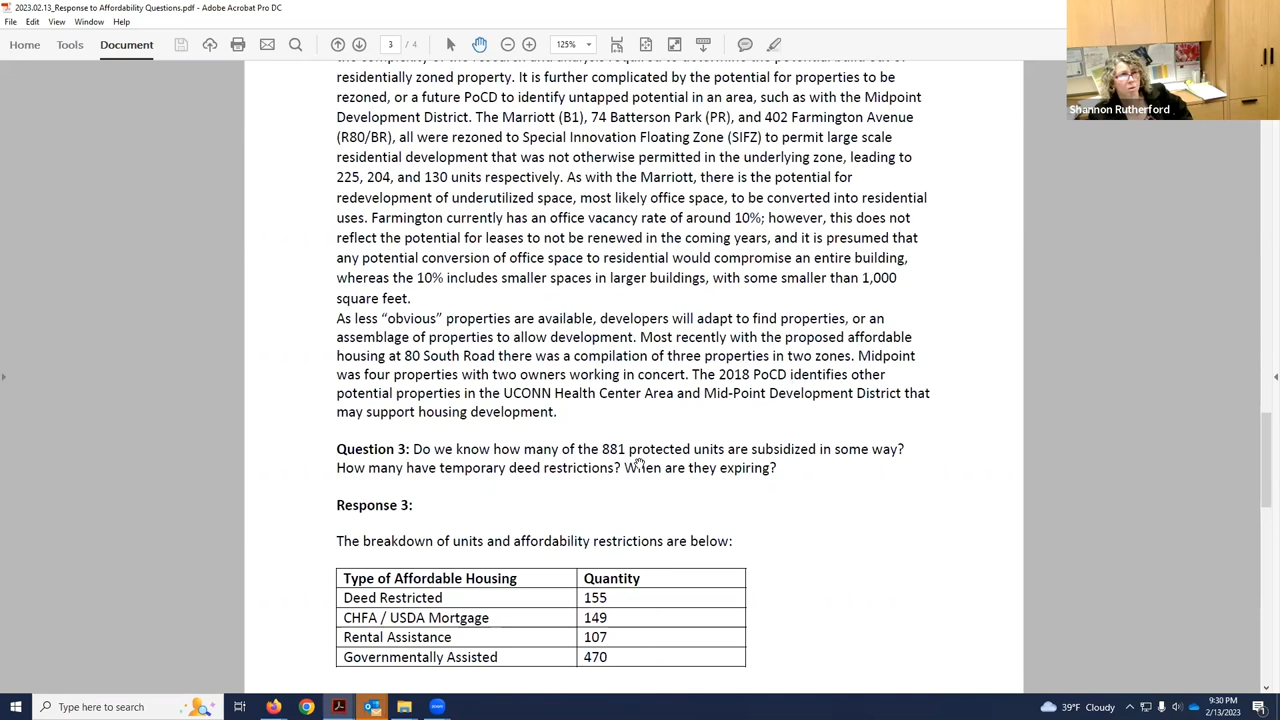 2023.02.13_Response to Affordability Questions.pdf - Adobe Acrobat Pro DC
File Edit View Window Help
Home Tools Document 3 / 4 125%
Shannon Rutherford
the complexity of the research and analysis required to determine the potential build out of
residentially zoned property. It is further complicated by the potential for properties to be
rezoned, or a future PoCD to identify untapped potential in an area, such as with the Midpoint
Development District. The Marriott (B1), 74 Batterson Park (PR), and 402 Farmington Avenue
(R80/BR), all were rezoned to Special Innovation Floating Zone (SIFZ) to permit large scale
residential development that was not otherwise permitted in the underlying zone, leading to
225, 204, and 130 units respectively. As with the Marriott, there is the potential for
redevelopment of underutilized space, most likely office space, to be converted into residential
uses. Farmington currently has an office vacancy rate of around 10%; however, this does not
reflect the potential for leases to not be renewed in the coming years, and it is presumed that
any potential conversion of office space to residential would compromise an entire building,
whereas the 10% includes smaller spaces in larger buildings, with some smaller than 1,000
square feet.
As less “obvious” properties are available, developers will adapt to find properties, or an
assemblage of properties to allow development. Most recently with the proposed affordable
housing at 80 South Road there was a compilation of three properties in two zones. Midpoint
was four properties with two owners working in concert. The 2018 PoCD identifies other
potential properties in the UCONN Health Center Area and Mid-Point Development District that
may support housing development.
Question 3: Do we know how many of the 881 protected units are subsidized in some way?
How many have temporary deed restrictions? When are they expiring?
Response 3:
The breakdown of units and affordability restrictions are below:
Type of Affordable Housing Quantity
Deed Restricted 155
CHFA / USDA Mortgage 149
Rental Assistance 107
Governmentally Assisted 470
Type here to search 39°F Cloudy 9:30 PM
2/13/2023